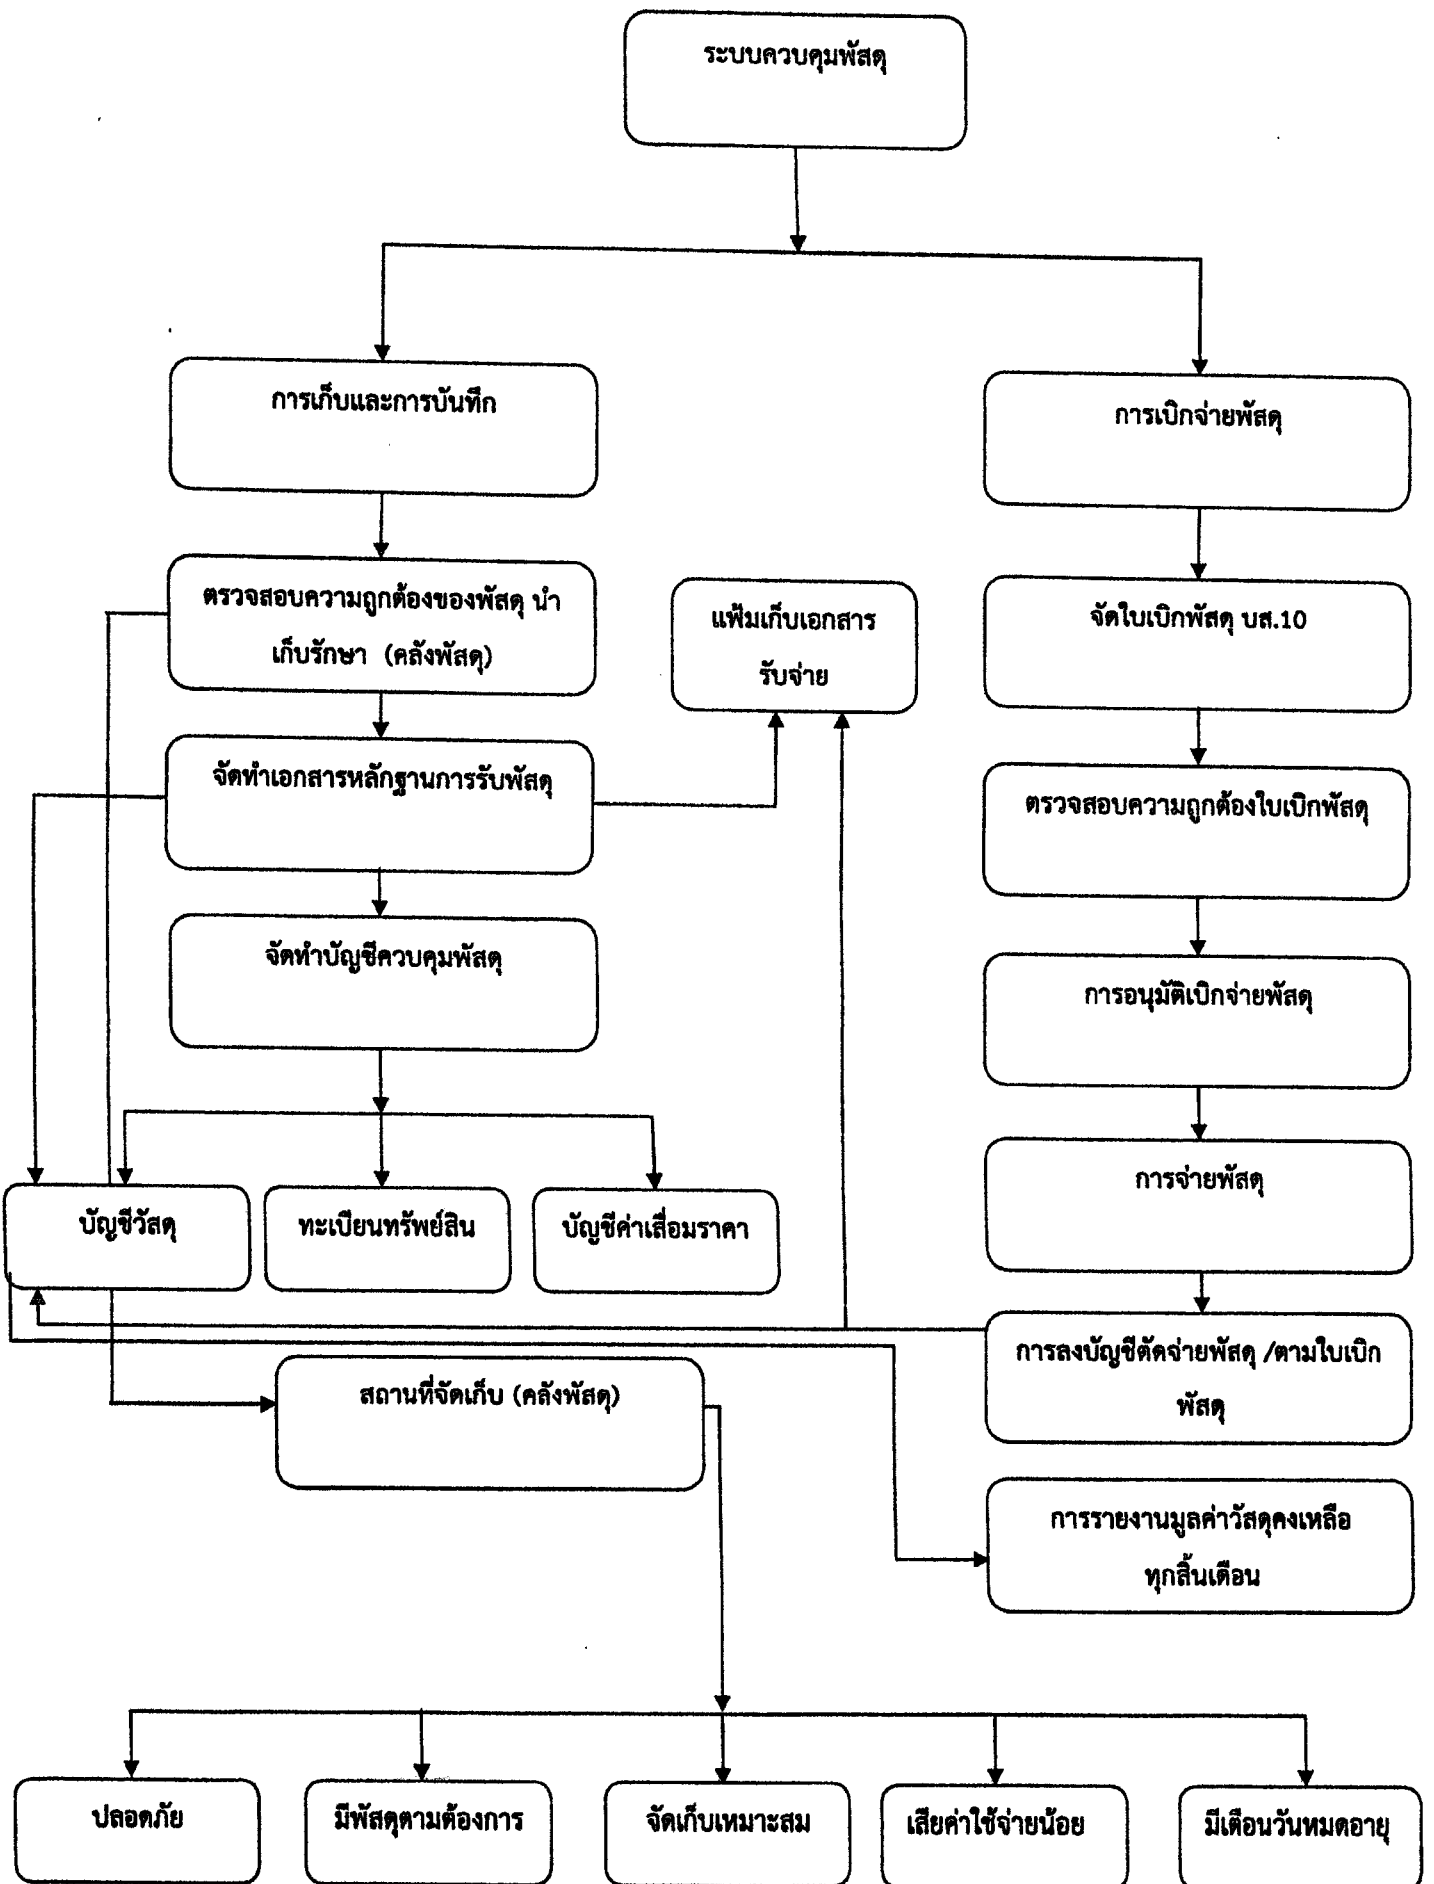 ระบบควบคุมพัสดุ
การเก็บและการบันทึก
การเบิกจ่ายพัสดุ
ตรวจสอบความถูกต้องของพัสดุ นำ
เก็บรักษา (คลังพัสดุ)
แฟ้มเก็บเอกสาร
รับจ่าย
จัดใบเบิกพัสดุ บส.10
จัดทำเอกสารหลักฐานการรับพัสดุ
ตรวจสอบความถูกต้องใบเบิกพัสดุ
จัดทำบัญชีควบคุมพัสดุ
การอนุมัติเบิกจ่ายพัสดุ
การจ่ายพัสดุ
บัญชีวัสดุ
ทะเบียนทรัพย์สิน
บัญชีค่าเสื่อมราคา
การลงบัญชีตัดจ่ายพัสดุ /ตามใบเบิก
พัสดุ
สถานที่จัดเก็บ (คลังพัสดุ)
การรายงานมูลค่าวัสดุคงเหลือ
ทุกสิ้นเดือน
ปลอดภัย
มีพัสดุตามต้องการ
จัดเก็บเหมาะสม
เสียค่าใช้จ่ายน้อย
มีเตือนวันหมดอายุ